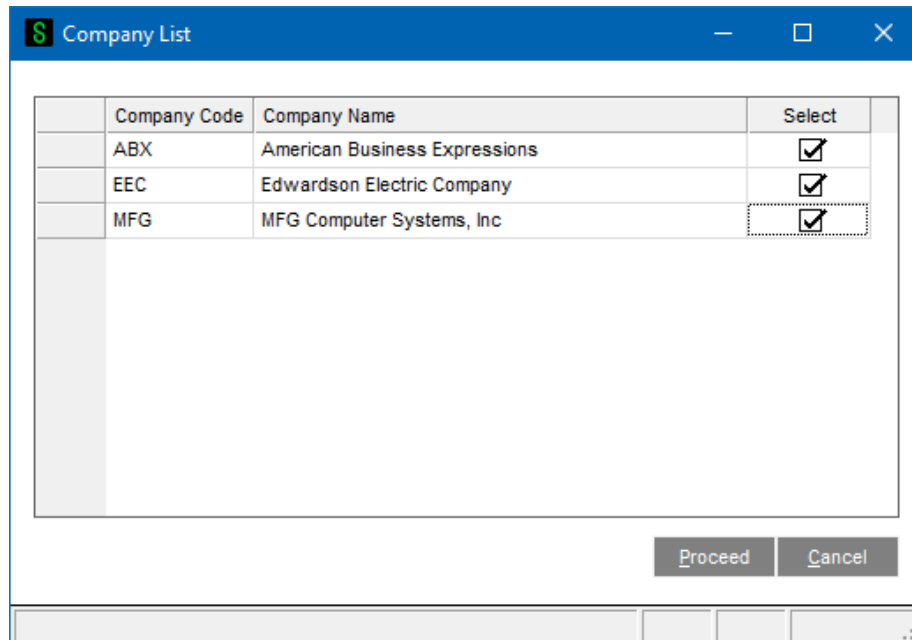 S Company List
Company Code Company Name Select
ABX American Business Expressions
EEC Edwardson Electric Company
MFG MFG Computer Systems, Inc
Proceed Cancel